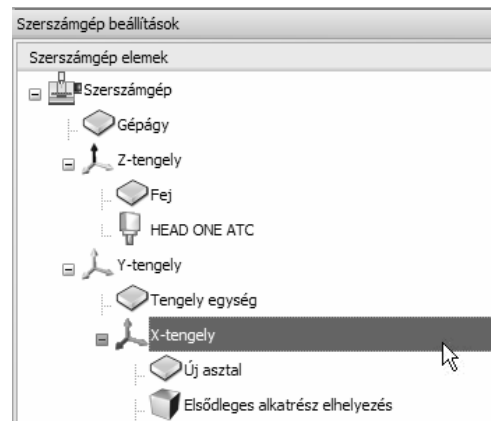 Szerszámgép beállítások
Szerszámgép elemek
Szerszámgép
Gépágy
Z-tengely
Fej
HEAD ONE ATC
Y-tengely
Tengely egység
X-tengely
Új asztal
Elsődleges alkatrész elhelyezés